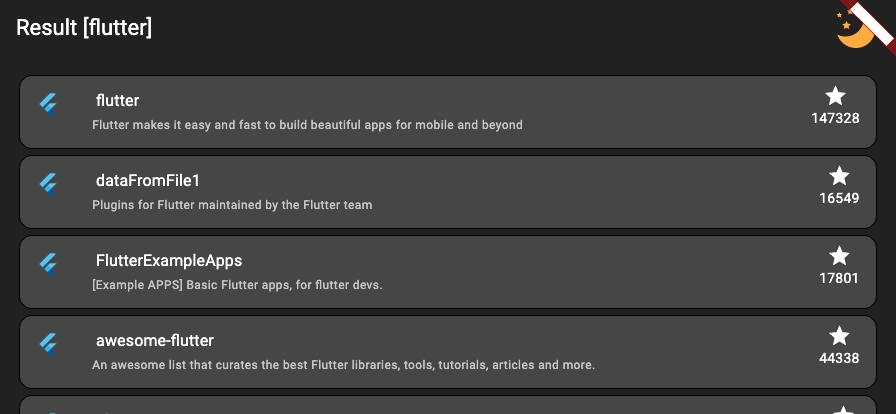 Result [flutter]
flutter
Flutter makes it easy and fast to build beautiful apps for mobile and beyond
147328
dataFromFile1
Plugins for Flutter maintained by the Flutter team
16549
FlutterExampleApps
[Example APPS] Basic Flutter apps, for flutter devs.
17801
awesome-flutter
An awesome list that curates the best Flutter libraries, tools, tutorials, articles and more.
44338